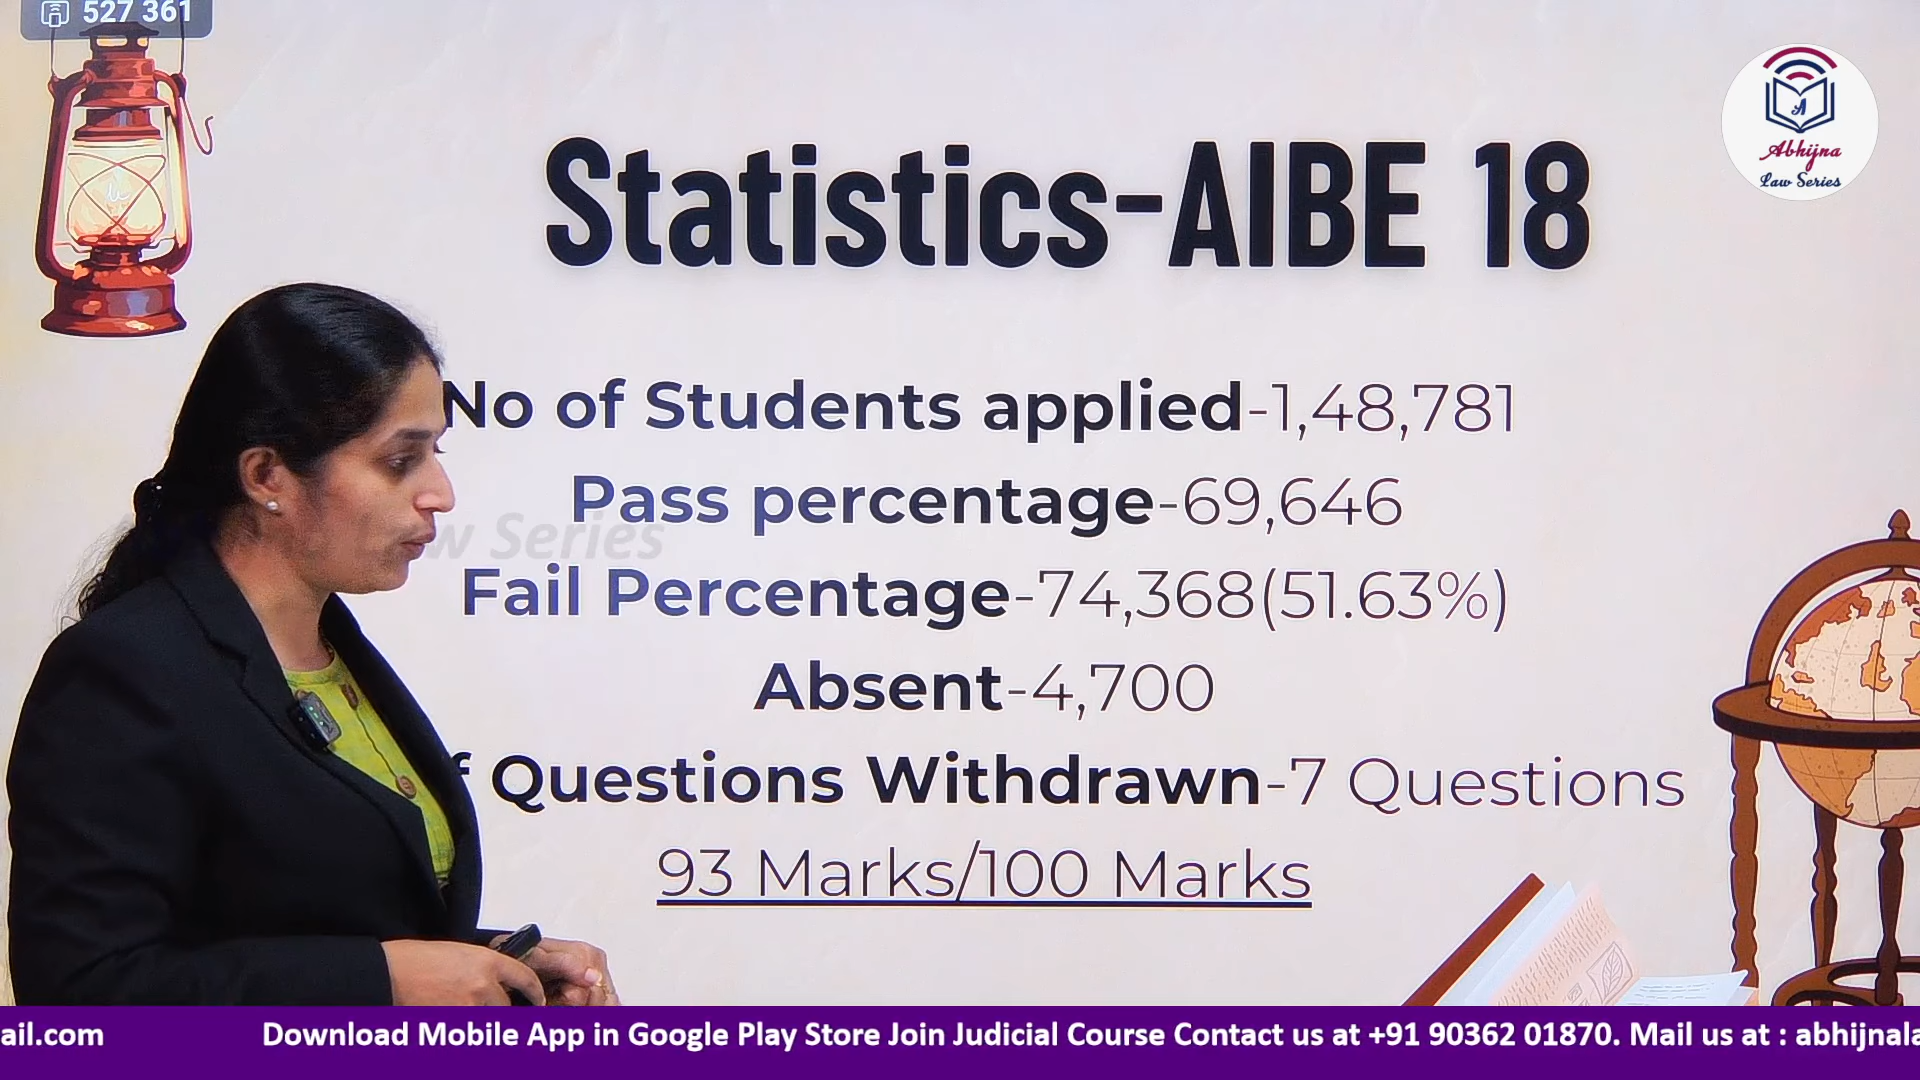 527 361
Abhijna
Law Series
Statistics-AIBE 18
No of Students applied-1,48,781
Pass percentage-69,646
Law Series
Fail Percentage-74,368(51.63%)
Absent-4,700
f Questions Withdrawn-7 Questions
93 Marks/100 Marks
ail.com Download Mobile App in Google Play Store Join Judicial Course Contact us at +91 90362 01870. Mail us at : abhijnala